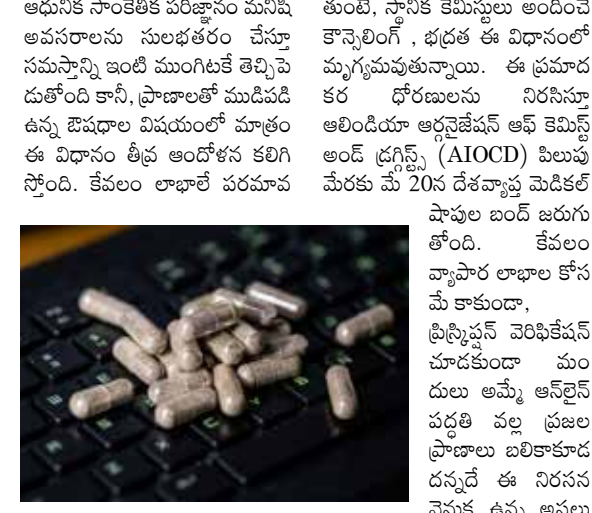 ఆధునిక సాంకేతిక పరిజ్ఞానం మనిషి
అవసరాలను సులభతరం చేస్తూ
సమస్తాన్ని ఇంటి ముంగిటకే తెచ్చిపె
డుతోంది కానీ, ప్రాణాలతో ముడిపడి
ఉన్న ఔషధాల విషయంలో మాత్రం
ఈ విధానం తీవ్ర ఆందోళన కలిగి
స్తోంది. కేవలం లాభాలే పరమావ
తుంటే, స్థానిక కెమిస్టులు అందించే
కౌన్సెలింగ్ , భద్రత ఈ విధానంలో
మృగ్యమవుతున్నాయి. ఈ ప్రమాద
కర ధోరణులను నిరసిస్తూ
ఆలిండియా ఆర్గనైజేషన్ ఆఫ్ కెమిస్ట్
అండ్ డ్రగ్గిస్ట్స్ (AIOCD) పిలుపు
మేరకు మే 20న దేశవ్యాప్త మెడికల్
షాపుల బంద్ జరుగు
తోంది. కేవలం
వ్యాపార లాభాల కోస
మే కాకుండా,
ప్రిస్క్రిప్షన్ వెరిఫికేషన్
చూడకుండా మం
దులు అమ్మే ఆన్‌లైన్
పద్ధతి వల్ల ప్రజల
ప్రాణాలు బలికాకూడ
దన్నదే ఈ నిరసన
వెనుక ఉన్న అసలు